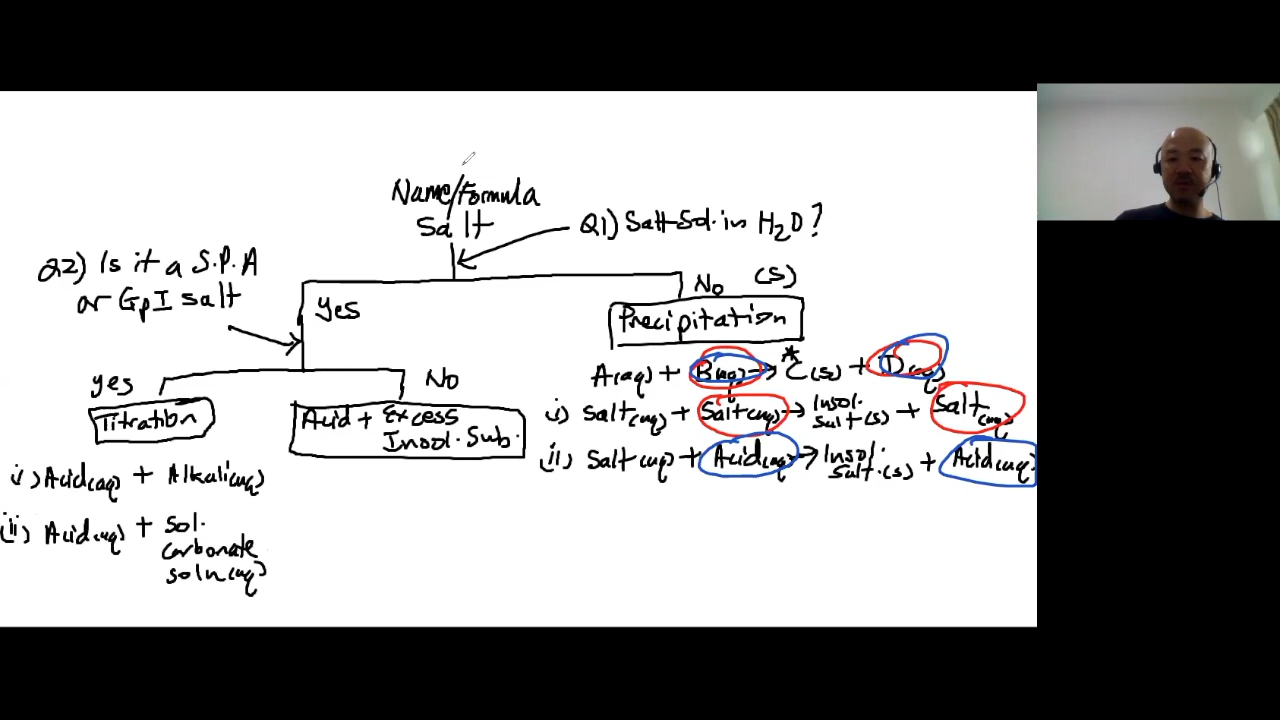 Name/Formula
Salt
Q1) Salt sol. in H2O?
Q2) Is it a S.P.A
or GpI salt
Yes
No (s)
Precipitation
yes
No
Titration
Acid + Excess
Insol. Sub.
A(aq) + B(aq) → *C(s) + D(aq)
i) Salt(aq) + Salt(aq) → Insol. Salt(s) + Salt(aq)
ii) Salt(aq) + Acid(aq) → Insol. Salt.(s) + Acid(aq)
i) Acid(aq) + Alkali(aq)
ii) Acid(aq) + Sol.
carbonate
soln(aq)